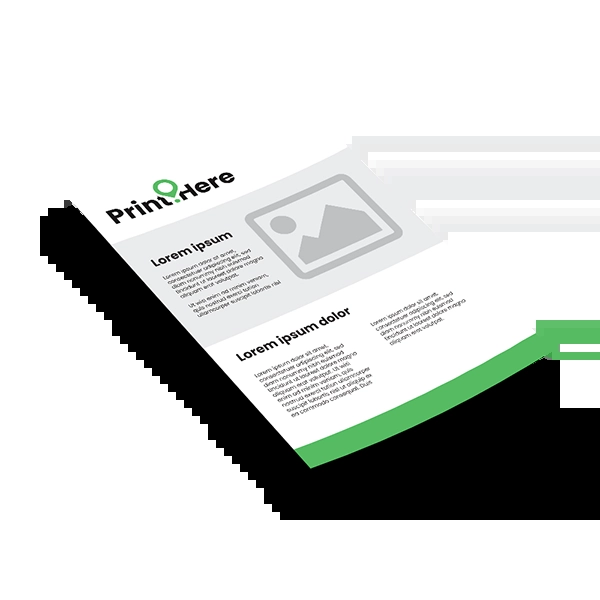 Print Here
Lorem ipsum
Lorem ipsum dolor sit amet,
consectetuer adipiscing elit, sed
diam nonummy nibh euismod
tincidunt ut laoreet dolore magna
aliquam erat volutpat.
Ut wisi enim ad minim veniam,
quis nostrud exerci tution
ullamcorper suscipit lobortis nisl
Lorem ipsum dolor
Lorem ipsum dolor sit amet,
consectetuer adipiscing elit, sed
diam nonummy nibh euismod
tincidunt ut laoreet dolore magna
aliquam erat volutpat. Ut wisi
enim ad minim veniam, quis
nostrud exerci tution ullamcorper
suscipit lobortis nisl ut aliquip ex
ea commodo consequat. Duis
Lorem ipsum dolor sit amet,
consectetuer adipiscing elit, sed
diam nonummy nibh euismod
tincidunt ut laoreet dolore magna
aliquam erat volutpat.